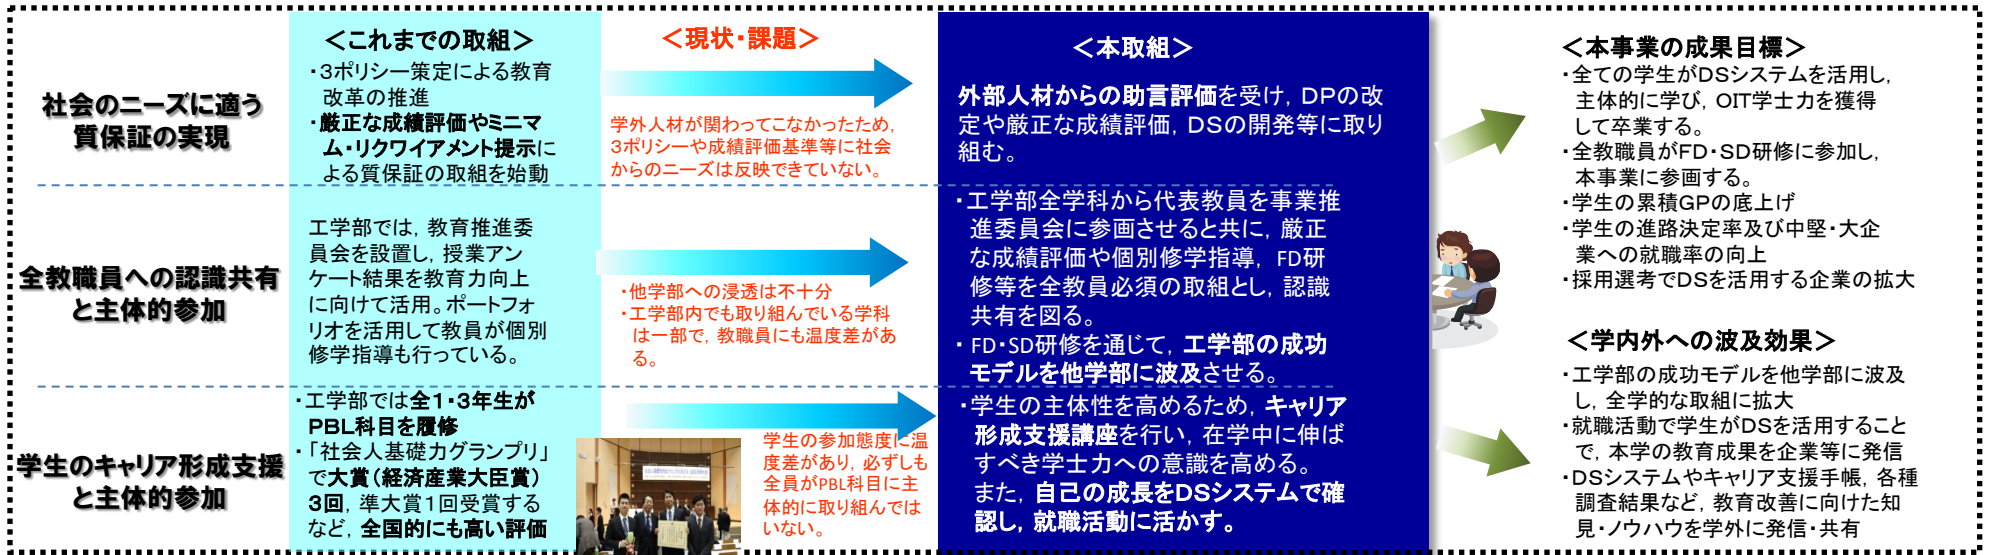 ＜これまでの取組＞
＜現状・課題＞
＜本取組＞
＜本事業の成果目標＞
社会のニーズに適う
質保証の実現
・3ポリシー策定による教育
改革の推進
・厳正な成績評価やミニマ
ム・リクワイアメント提示に
よる質保証の取組を始動
学外人材が関わってこなかったため，
3ポリシーや成績評価基準等に社会
からのニーズは反映できていない。
外部人材からの助言評価を受け，DPの改
定や厳正な成績評価，DSの開発等に取り
組む。
全教職員への認識共有
と主体的参加
工学部では，教育推進委
員会を設置し，授業アン
ケート結果を教育力向上
に向けて活用。ポートフォ
リオを活用して教員が個別
修学指導も行っている。
・他学部への浸透は不十分
・工学部内でも取り組んでいる学科
は一部で，教職員にも温度差があ
る。
・工学部全学科から代表教員を事業推
進委員会に参画させると共に，厳正
な成績評価や個別修学指導，FD研
修等を全教員必須の取組とし，認識
共有を図る。
・FD・SD研修を通じて，工学部の成功
モデルを他学部に波及させる。
学生のキャリア形成支援
と主体的参加
・工学部では全1・3年生が
PBL科目を履修
・「社会人基礎力グランプリ」
で大賞（経済産業大臣賞）
3回，準大賞1回受賞する
など，全国的にも高い評価
学生の参加態度に温
度差があり，必ずしも
全員がPBL科目に主
体的に取り組んでは
いない。
・学生の主体性を高めるため，キャリア
形成支援講座を行い，在学中に伸ば
すべき学士力への意識を高める。
また，自己の成長をDSシステムで確
認し，就職活動に活かす。
・全ての学生がDSシステムを活用し，
主体的に学び，OIT学士力を獲得
して卒業する。
・全教職員がFD・SD研修に参加し，
本事業に参画する。
・学生の累積GPの底上げ
・学生の進路決定率及び中堅・大企
業への就職率の向上
・採用選考でDSを活用する企業の拡大
＜学内外への波及効果＞
・工学部の成功モデルを他学部に波及
し，全学的な取組に拡大
・就職活動で学生がDSを活用すること
で，本学の教育成果を企業等に発信
・DSシステムやキャリア支援手帳，各種
調査結果など，教育改善に向けた知
見・ノウハウを学外に発信・共有